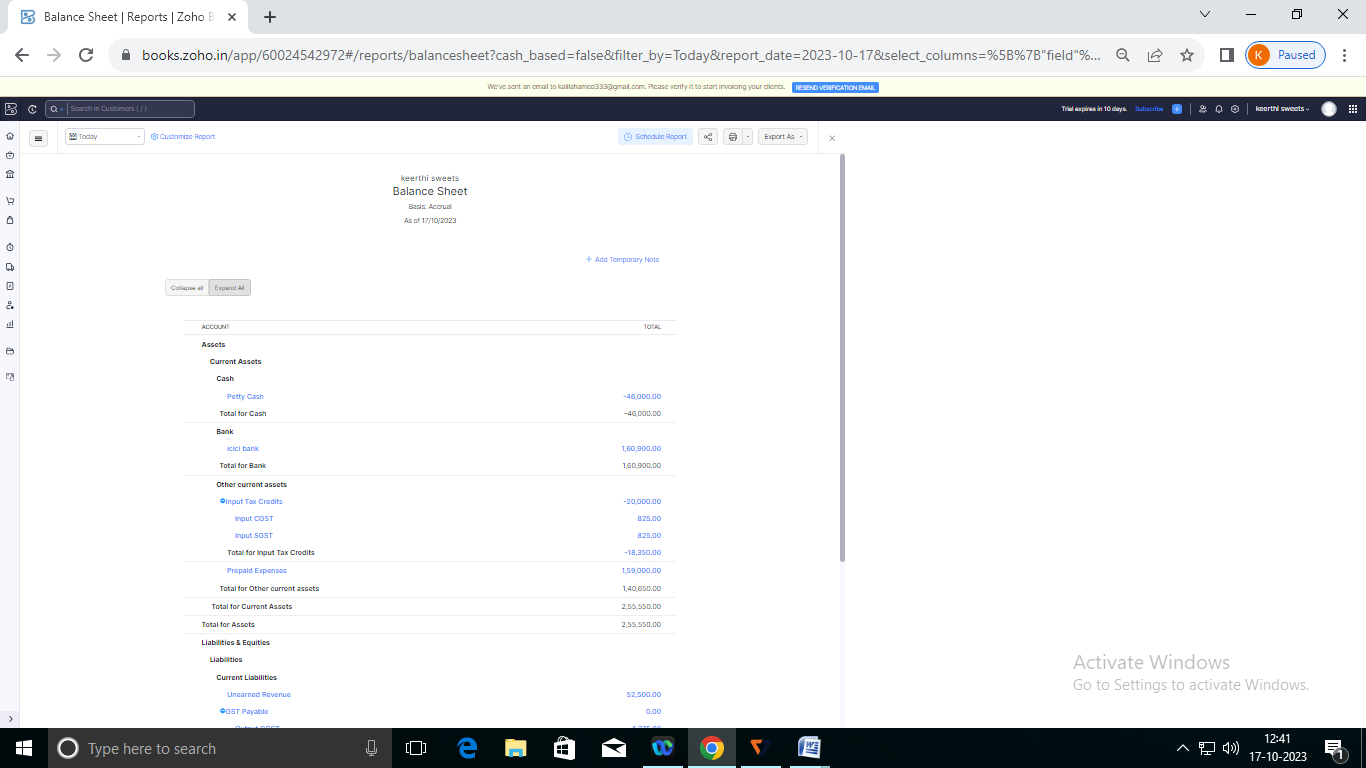 Balance Sheet | Reports | Zoho B
books.zoho.in/app/60024542972#/reports/balancesheet?cash_based=false&filter_by=Today&report_date=2023-10-17&select_columns=%5B%7B"field"%...
K Paused
We've sent an email to kalilahamed333@gmail.com. Please verify it to start invoicing your clients. RESEND VERIFICATION EMAIL
Search in Customers ( / ) Trial expires in 10 days. Subscribe keerthi sweets
Today Customize Report Schedule Report Export As
keerthi sweets
Balance Sheet
Basis: Accrual
As of 17/10/2023
+ Add Temporary Note
Collapse all Expand All
ACCOUNT TOTAL
Assets
Current Assets
Cash
Petty Cash -46,000.00
Total for Cash -46,000.00
Bank
icici bank 1,60,900.00
Total for Bank 1,60,900.00
Other current assets
Input Tax Credits -20,000.00
Input CGST 825.00
Input SGST 825.00
Total for Input Tax Credits -18,350.00
Prepaid Expenses 1,59,000.00
Total for Other current assets 1,40,650.00
Total for Current Assets 2,55,550.00
Total for Assets 2,55,550.00
Liabilities & Equities
Liabilities
Current Liabilities
Unearned Revenue 52,500.00
GST Payable 0.00
Activate Windows
Go to Settings to activate Windows.
Type here to search
12:41
17-10-2023
1